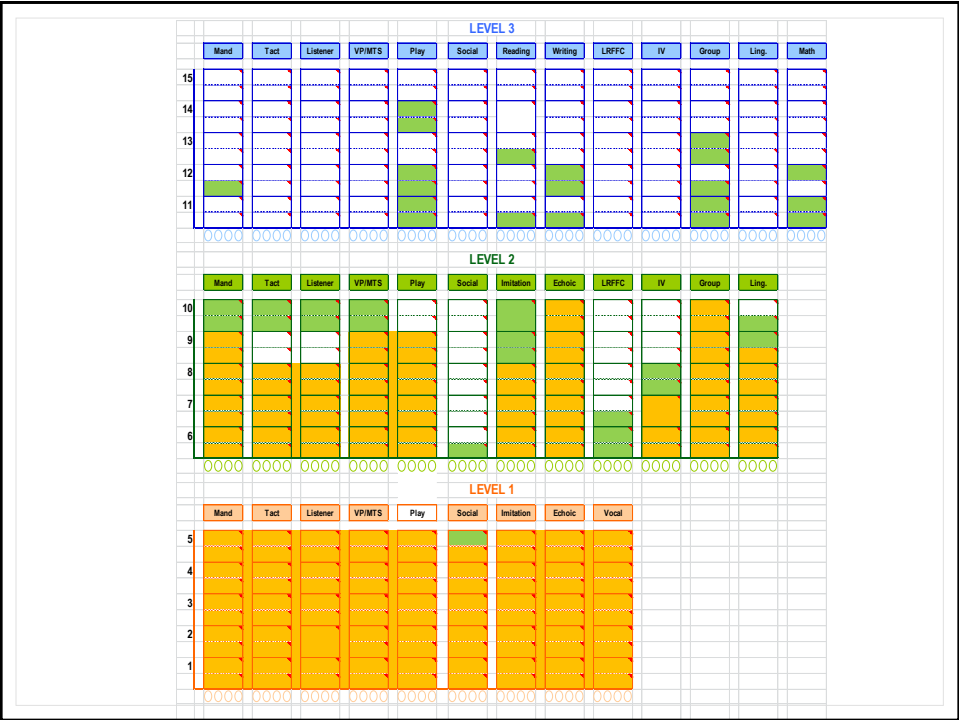 LEVEL 3
Mand Tact Listener VP/MTS Play Social Reading Writing LRFFC IV Group Ling. Math
15
14
13
12
11
LEVEL 2
Mand Tact Listener VP/MTS Play Social Imitation Echoic LRFFC IV Group Ling.
10
9
8
7
6
LEVEL 1
Mand Tact Listener VP/MTS Play Social Imitation Echoic Vocal
5
4
3
2
1